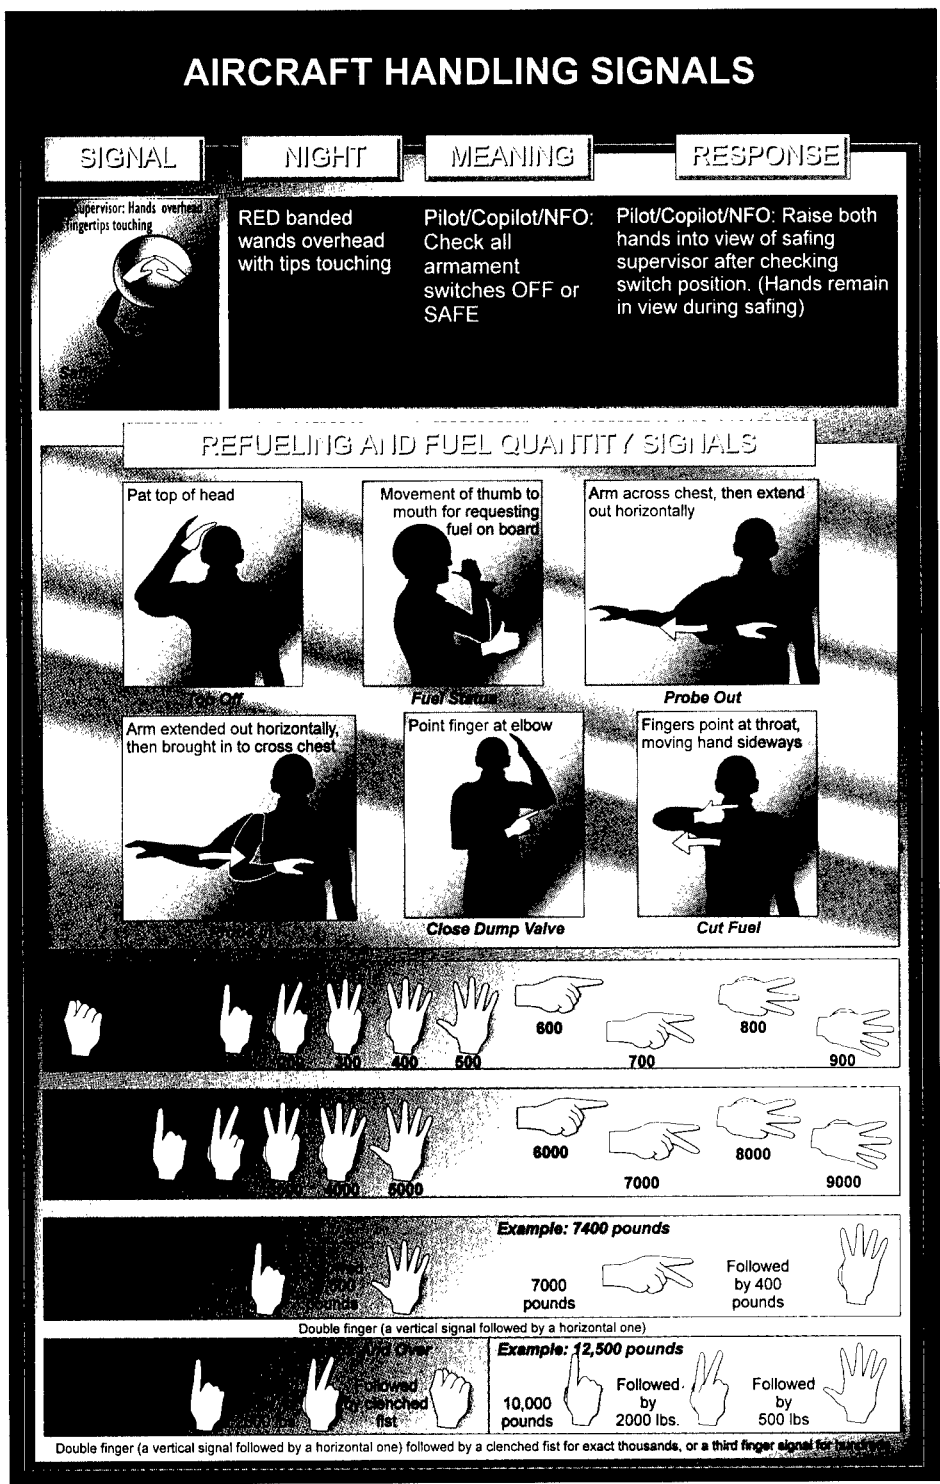 AIRCRAFT HANDLING SIGNALS
SIGNAL NIGHT MEANING RESPONSE
supervisor: Hands overhead
fingertips touching
RED banded
wands overhead
with tips touching
Pilot/Copilot/NFO:
Check all
armament
switches OFF or
SAFE
Pilot/Copilot/NFO: Raise both
hands into view of safing
supervisor after checking
switch position. (Hands remain
in view during safing)
REFUELING AND FUEL QUANTITY SIGNALS
Pat top of head
Top Off
Movement of thumb to
mouth for requesting
fuel on board
Fuel Status
Arm across chest, then extend
out horizontally
Probe Out
Arm extended out horizontally,
then brought in to cross chest
Point finger at elbow
Close Dump Valve
Fingers point at throat,
moving hand sideways
Cut Fuel
200 300 400 500 600 700 800 900
4000 5000 6000 7000 8000 9000
pounds
Example: 7400 pounds
7000
pounds
Followed
by 400
pounds
Double finger (a vertical signal followed by a horizontal one)
And Over
lbs
Followed
by clenched
fist
Example: 12,500 pounds
10,000
pounds
Followed
by
2000 lbs.
Followed
by
500 lbs
Double finger (a vertical signal followed by a horizontal one) followed by a clenched fist for exact thousands, or a third finger signal for hundreds